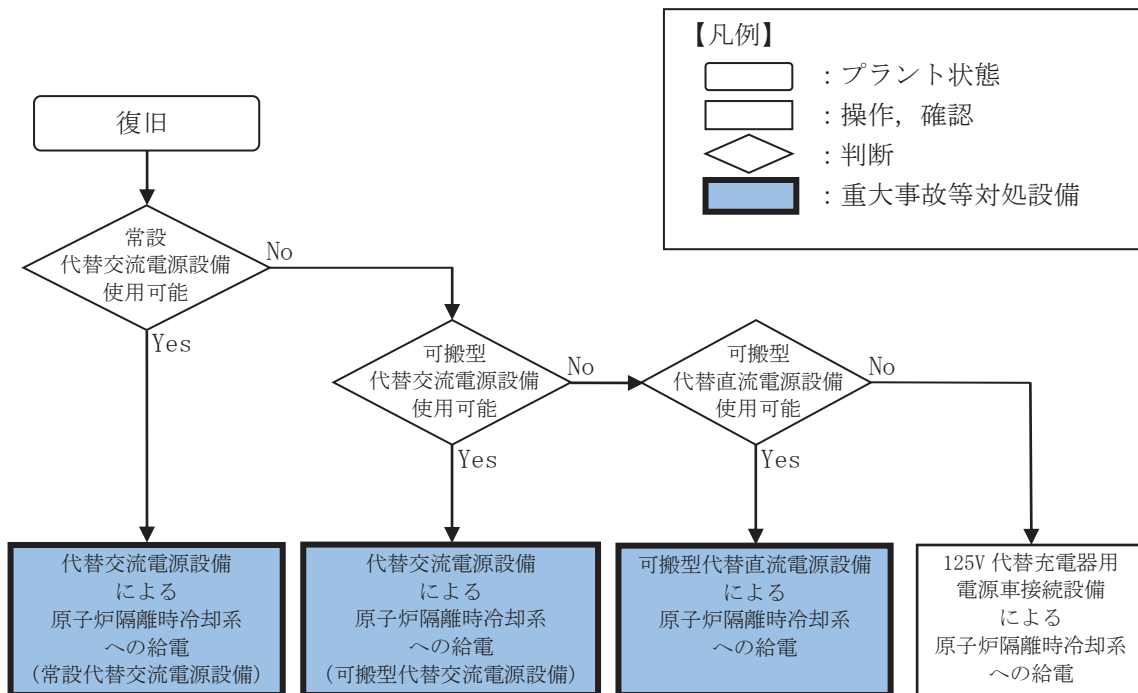 【凡例】
：プラント状態
：操作，確認
：判断
：重大事故等対処設備
復旧
常設
代替交流電源設備
使用可能
No
Yes
可搬型
代替交流電源設備
使用可能
No
Yes
可搬型
代替直流電源設備
使用可能
No
Yes
代替交流電源設備
による
原子炉隔離時冷却系
への給電
(常設代替交流電源設備)
代替交流電源設備
による
原子炉隔離時冷却系
への給電
(可搬型代替交流電源設備)
可搬型代替直流電源設備
による
原子炉隔離時冷却系
への給電
125V 代替充電器用
電源車接続設備
による
原子炉隔離時冷却系
への給電